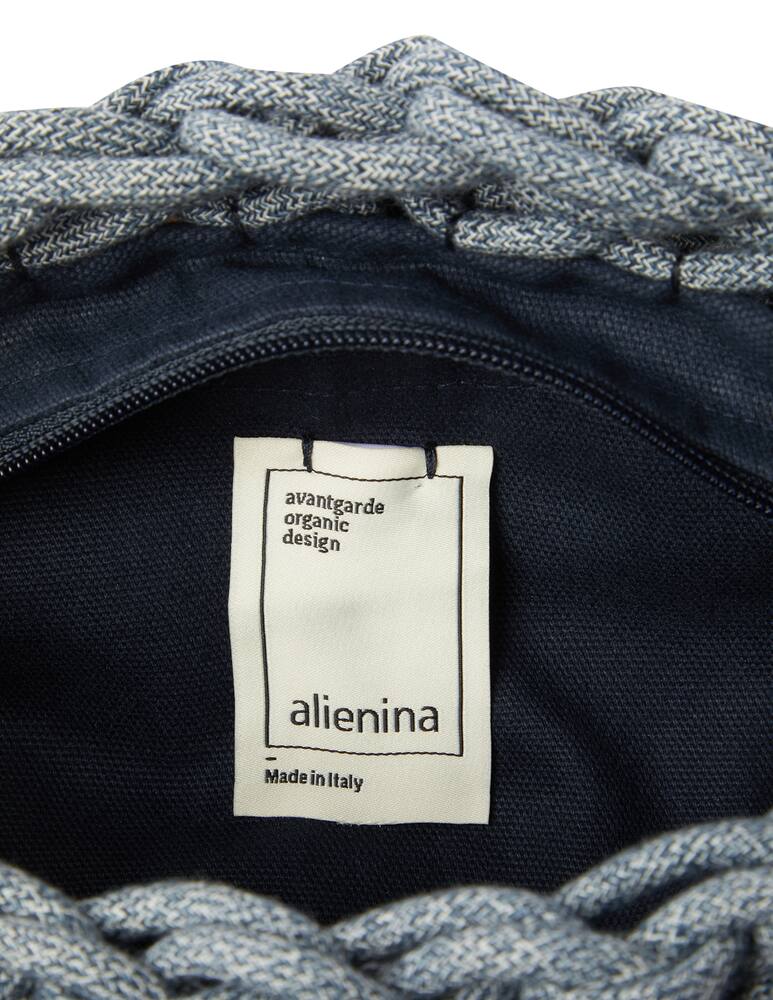 avantgarde
organic
design
alienina
Made in Italy